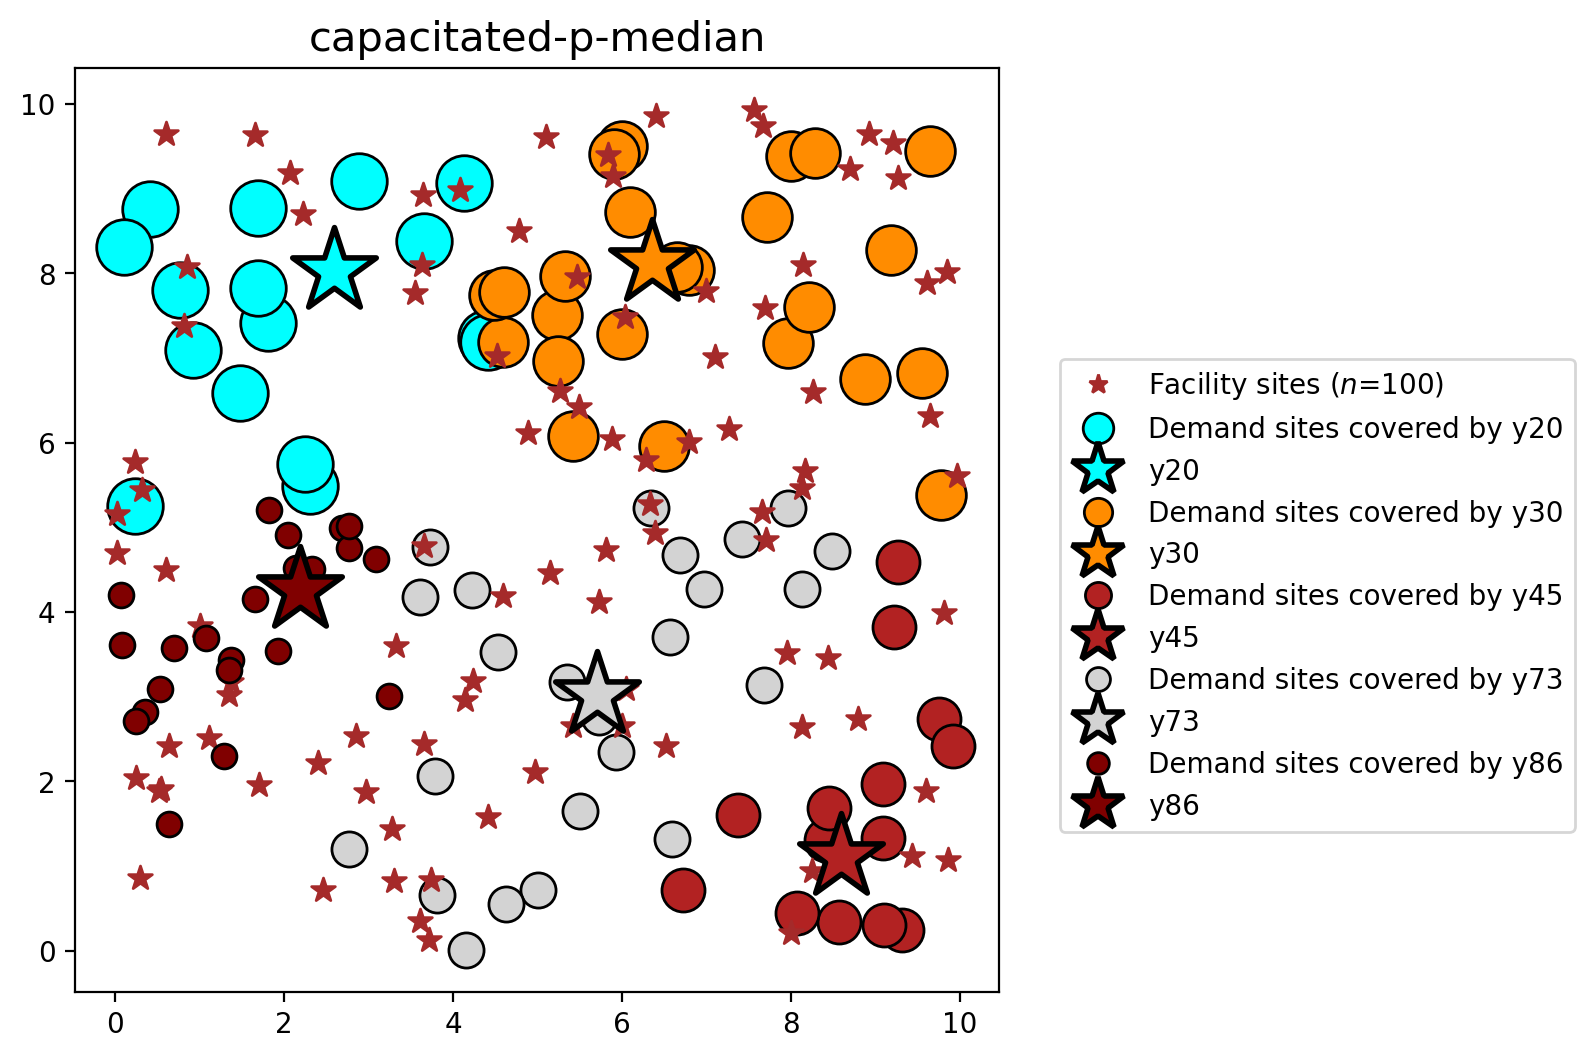 capacitated-p-median
10
8
6
4
2
0
0 2 4 6 8 10
Facility sites (n=100)
Demand sites covered by y20
y20
Demand sites covered by y30
y30
Demand sites covered by y45
y45
Demand sites covered by y73
y73
Demand sites covered by y86
y86